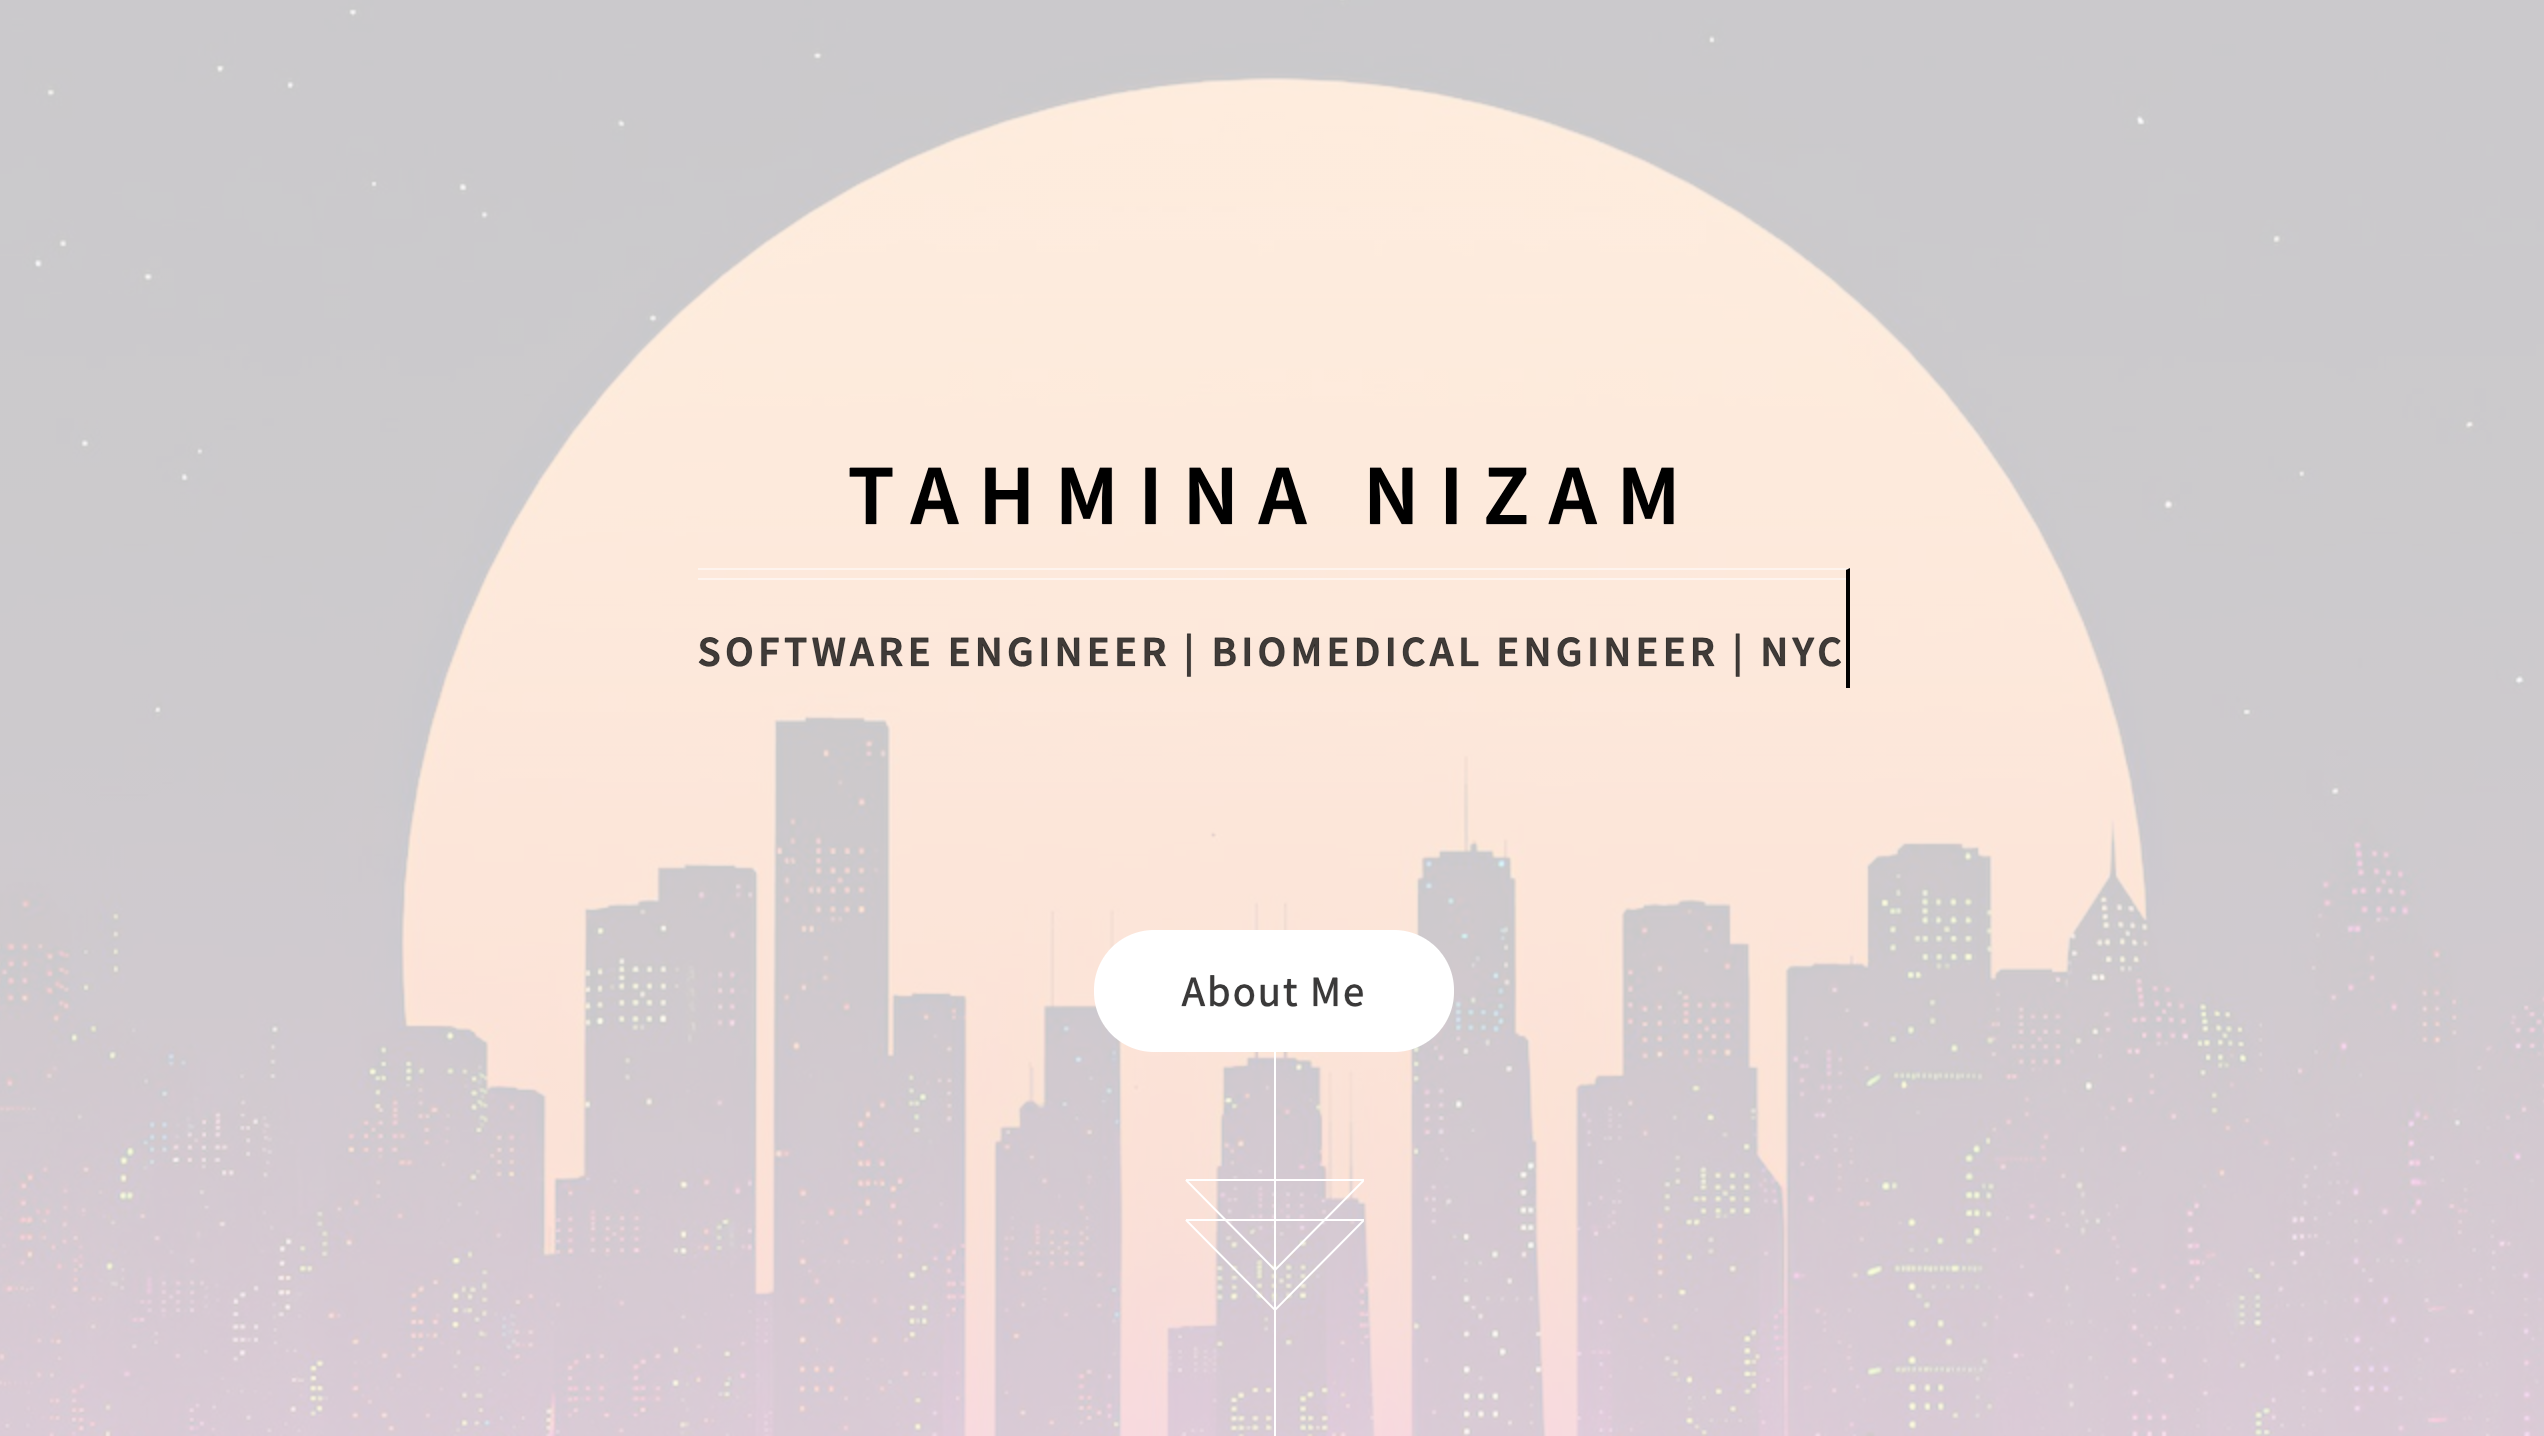 TAHMINA NIZAM
SOFTWARE ENGINEER | BIOMEDICAL ENGINEER | NYC
About Me